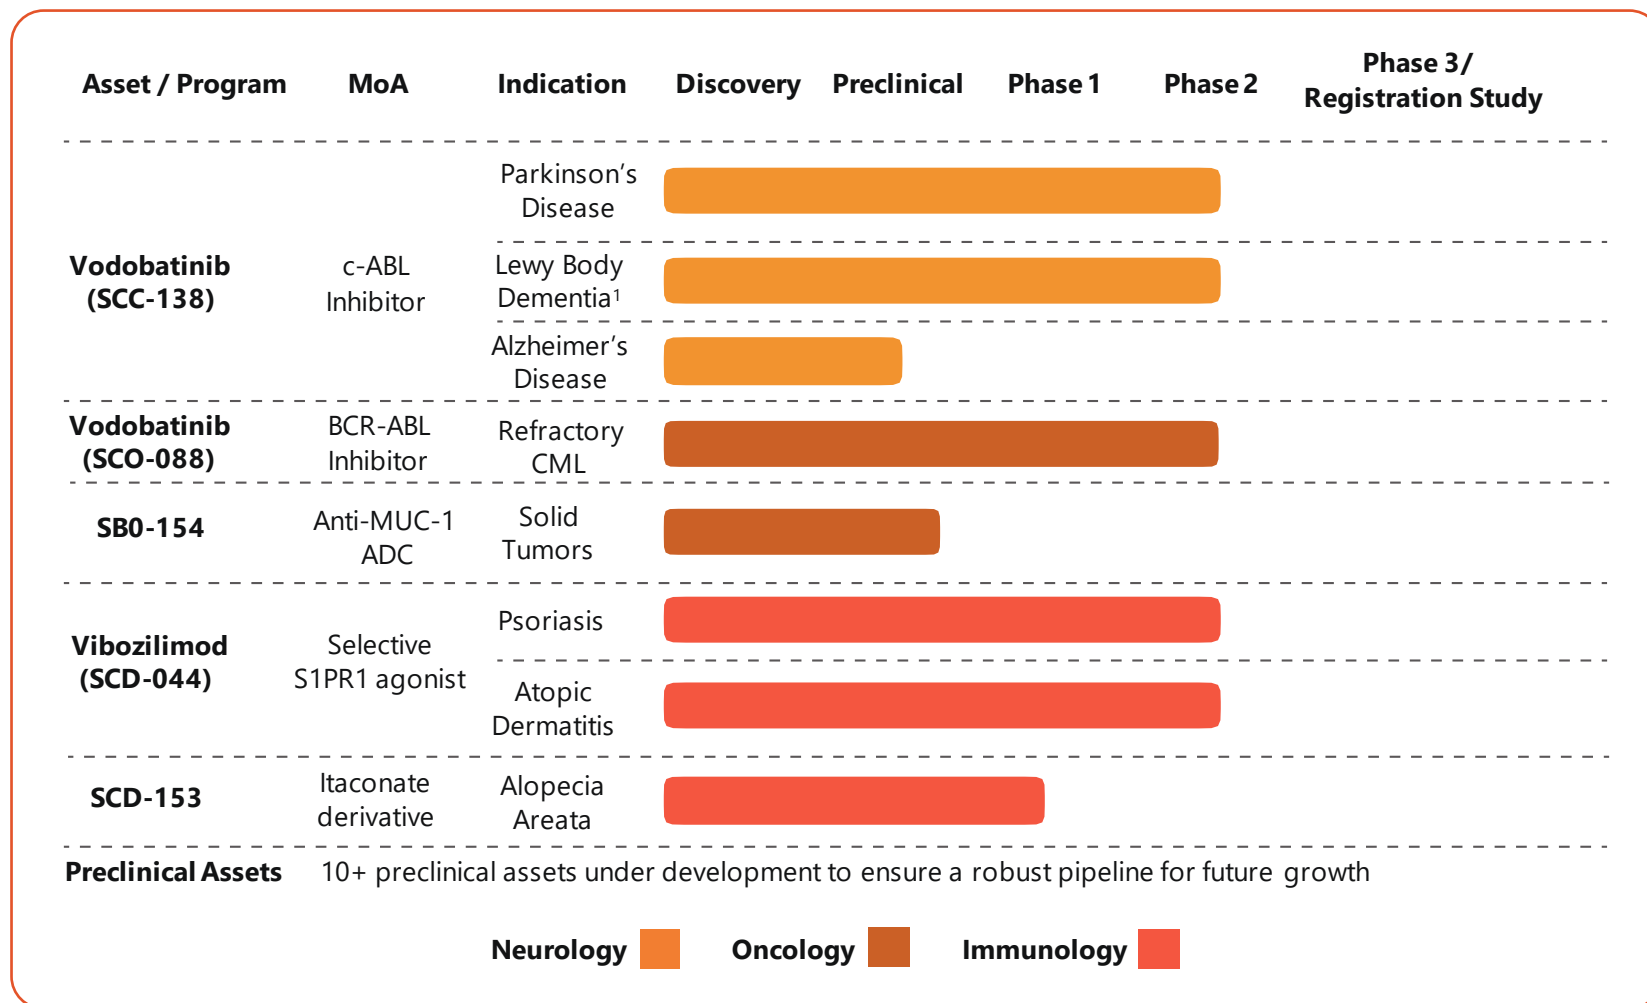 Asset / Program MoA Indication Discovery Preclinical Phase 1 Phase 2 Phase 3/
Registration Study
Parkinson's
Disease
Vodobatinib
(SCC-138)
c-ABL
Inhibitor
Lewy Body
Dementia¹
Alzheimer's
Disease
Vodobatinib
(SCO-088)
BCR-ABL
Inhibitor
Refractory
CML
SB0-154
Anti-MUC-1
ADC
Solid
Tumors
Psoriasis
Vibozilimod
(SCD-044)
Selective
S1PR1 agonist
Atopic
Dermatitis
SCD-153
Itaconate
derivative
Alopecia
Areata
Preclinical Assets 10+ preclinical assets under development to ensure a robust pipeline for future growth
Neurology Oncology Immunology